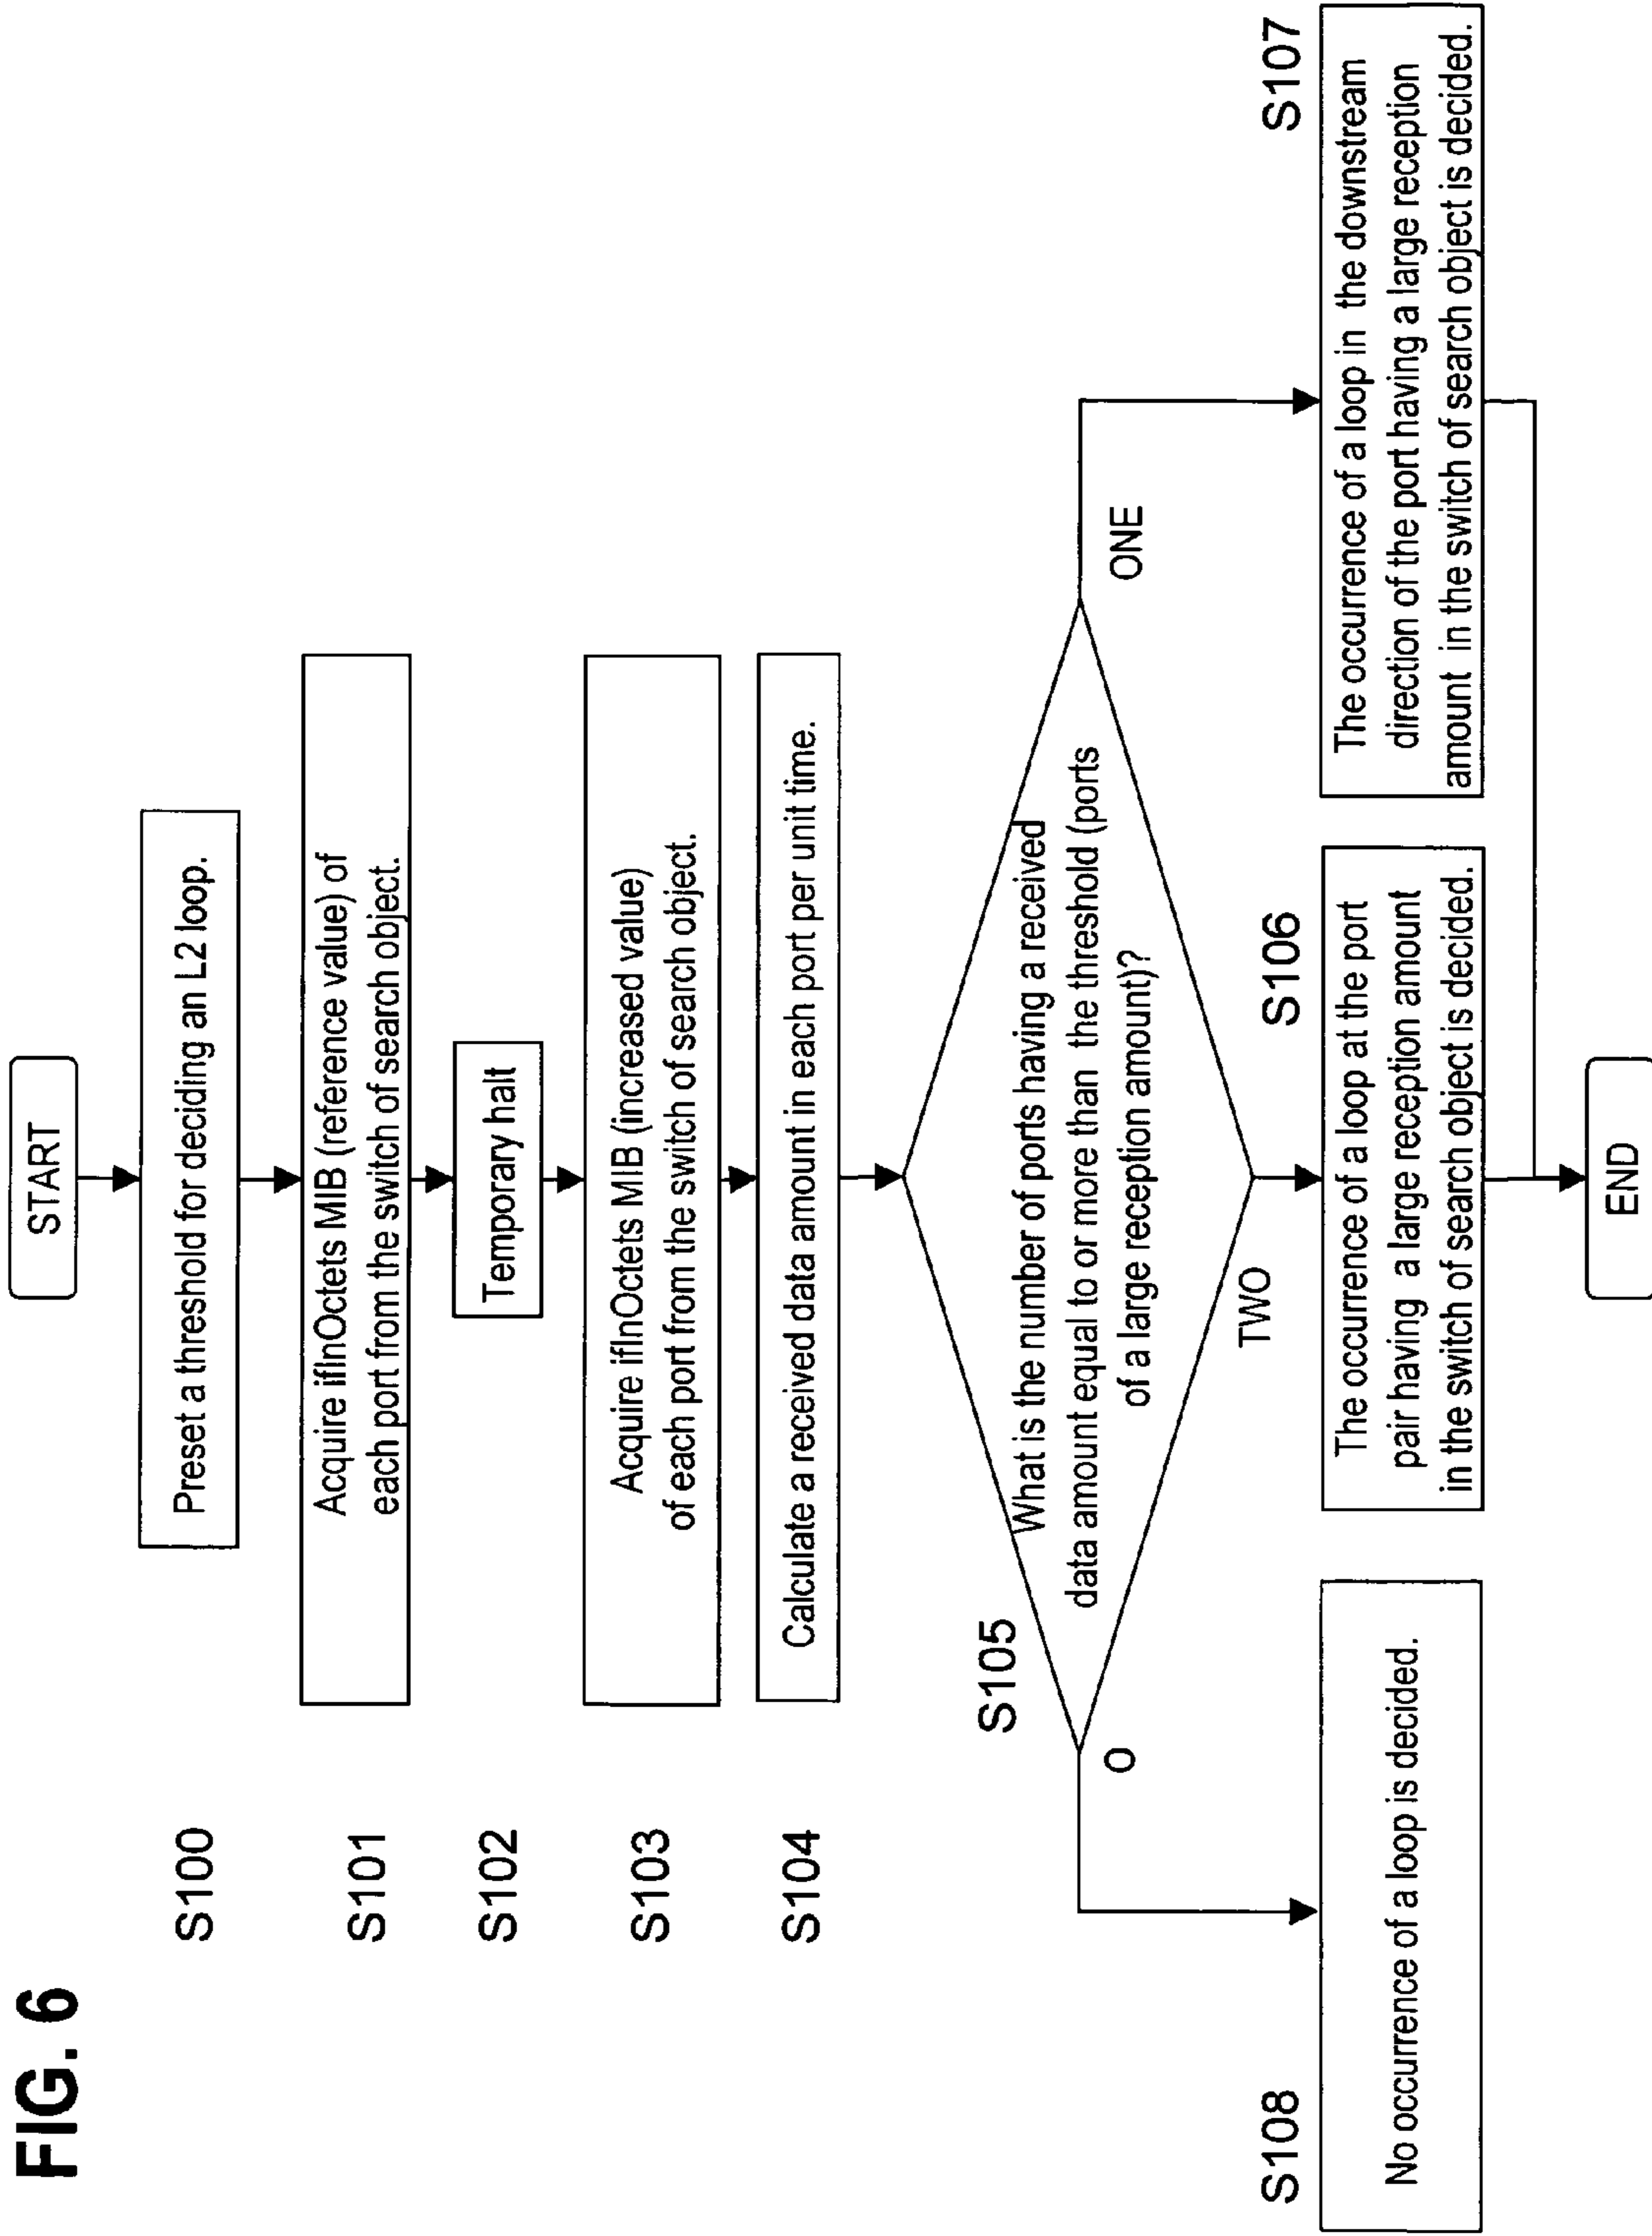 FIG. 6
START
S100
Preset a threshold for deciding an L2 loop.
S101
Acquire ifInOctets MIB (reference value) of
each port from the switch of search object.
S102
Temporary halt
S103
Acquire ifInOctets MIB (increased value)
of each port from the switch of search object.
S104
Calculate a received data amount in each port per unit time.
S105
What is the number of ports having a received
data amount equal to or more than the threshold (ports
of a large reception amount)?
O
TWO
ONE
S108
No occurrence of a loop is decided.
S106
The occurrence of a loop at the port
pair having a large reception amount
in the switch of search object is decided.
S107
The occurrence of a loop in the downstream
direction of the port having a large reception
amount in the switch of search object is decided.
END